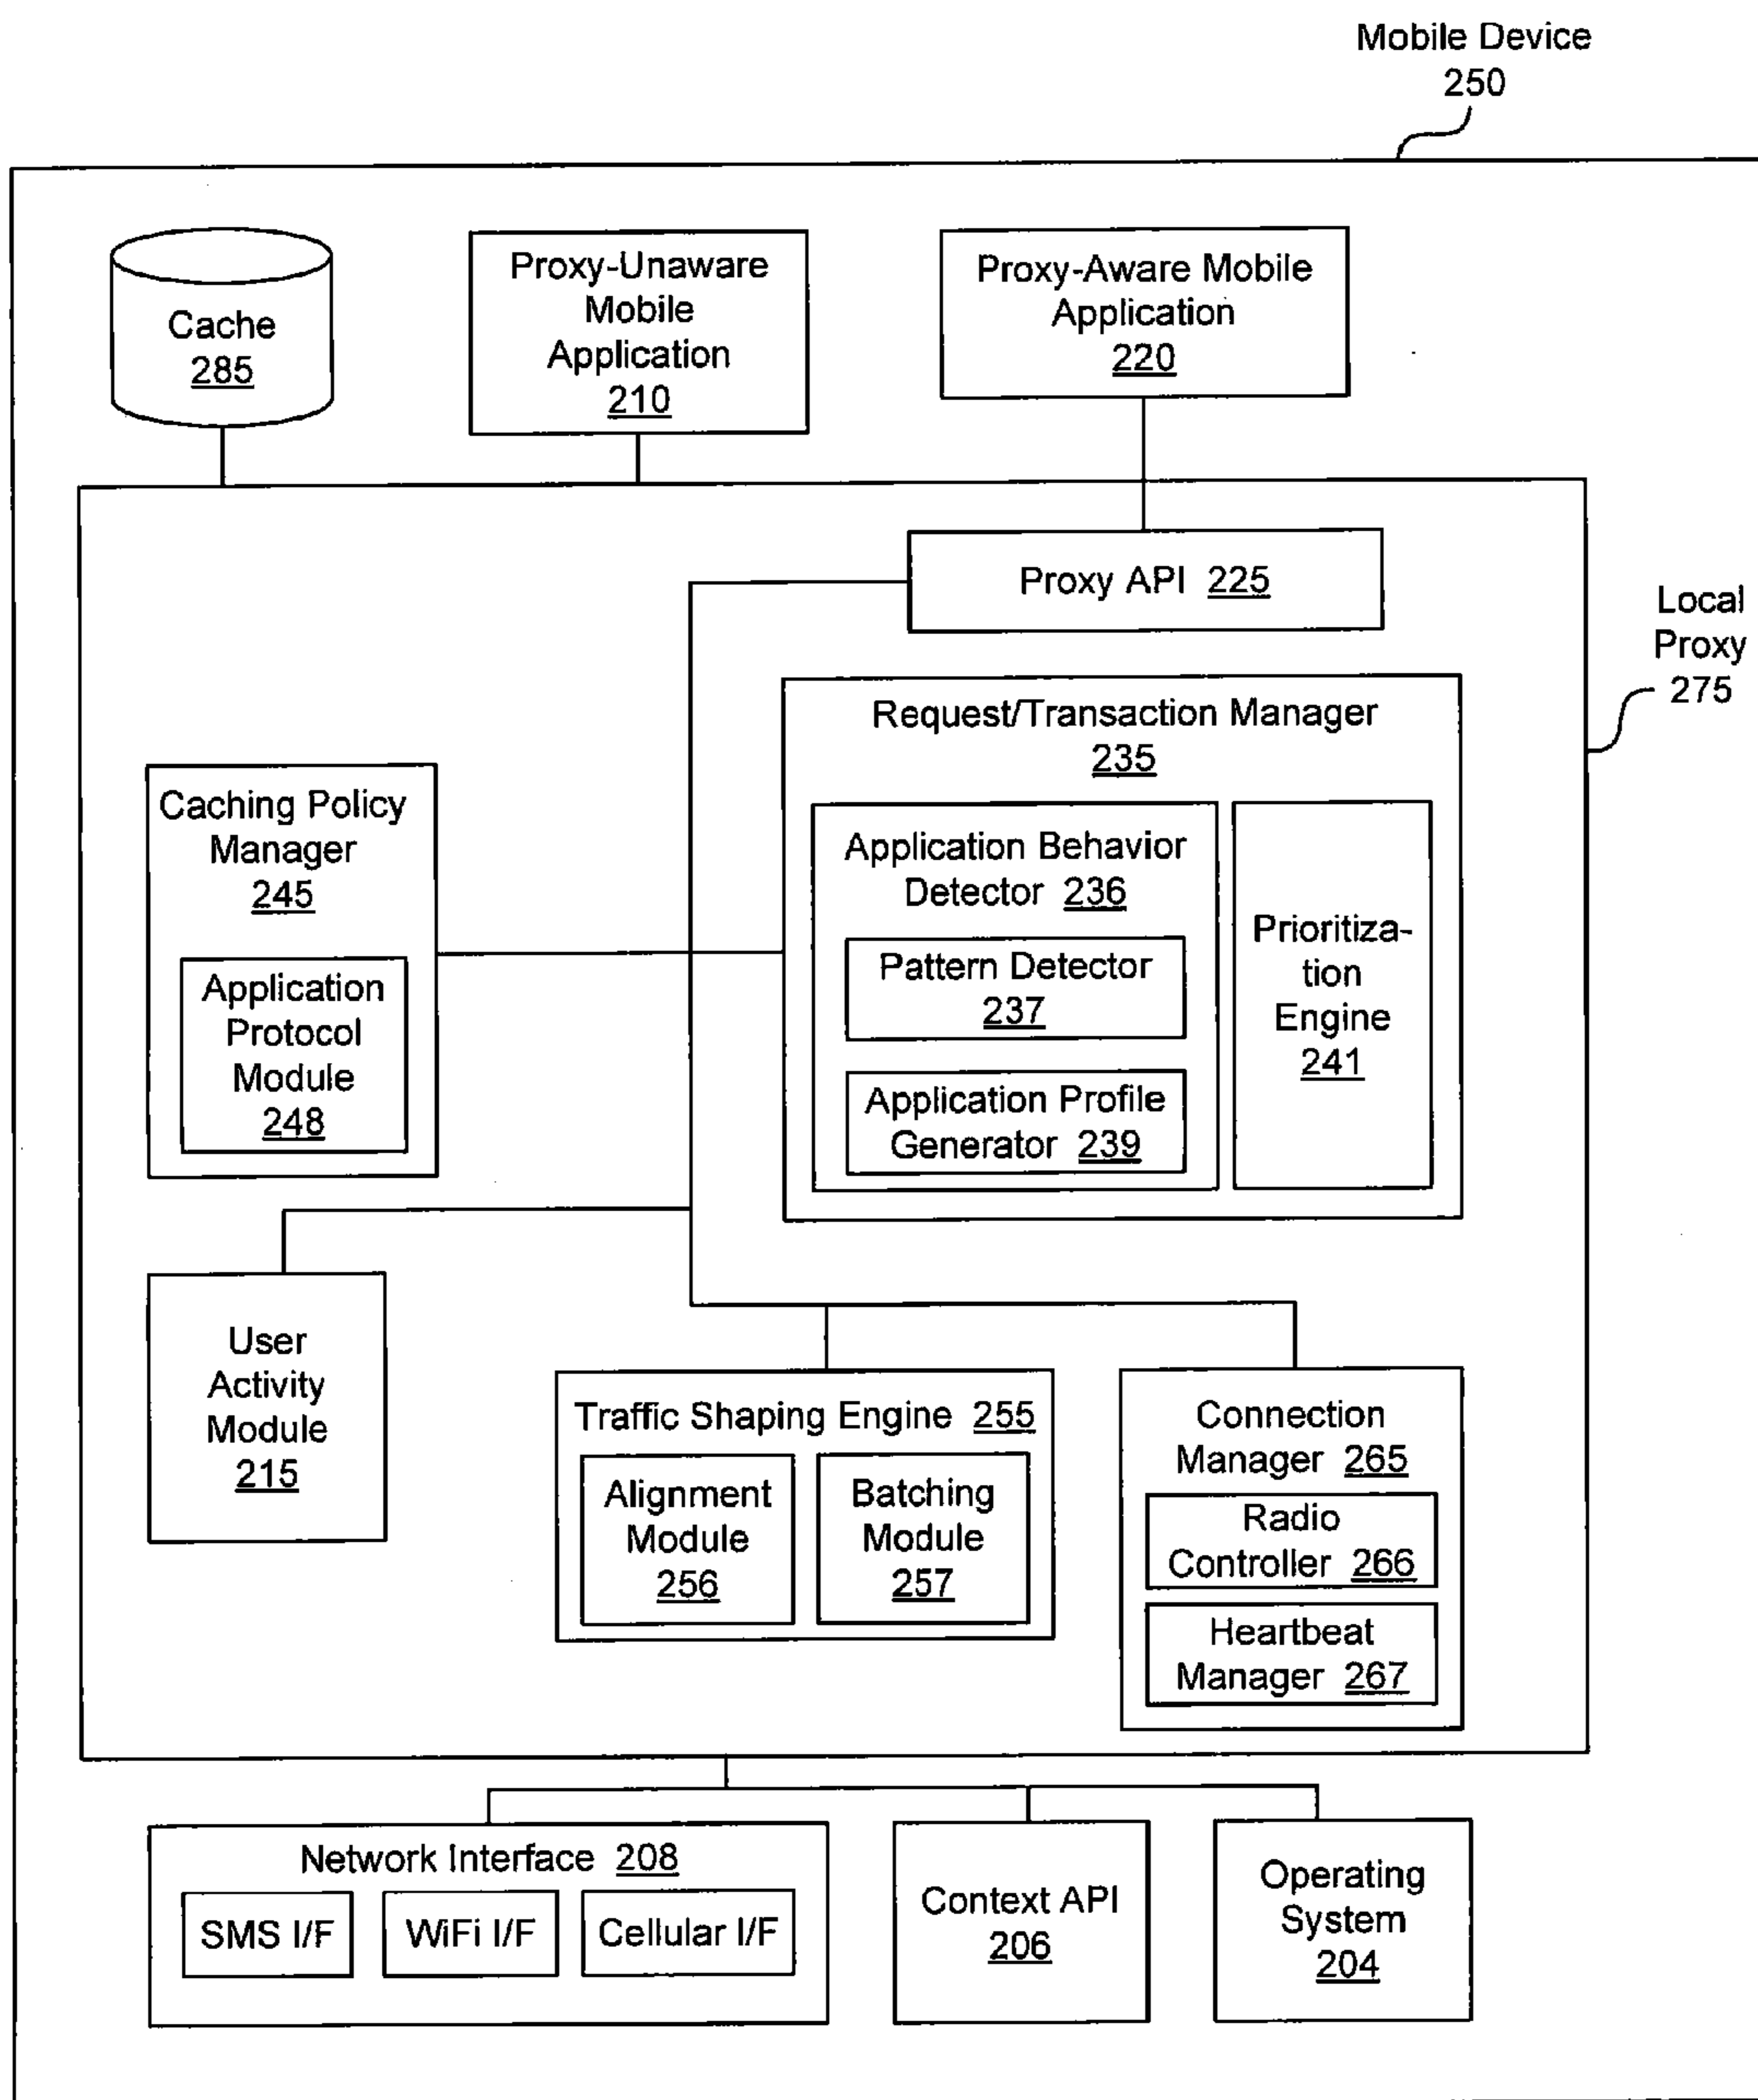 Mobile Device
250
Cache
285
Proxy-Unaware
Mobile
Application
210
Proxy-Aware Mobile
Application
220
Proxy API 225
Local
Proxy
275
Request/Transaction Manager
235
Caching Policy
Manager
245
Application
Protocol
Module
248
Application Behavior
Detector 236
Pattern Detector
237
Application Profile
Generator 239
Prioritiza-
tion
Engine
241
User
Activity
Module
215
Traffic Shaping Engine 255
Alignment
Module
256
Batching
Module
257
Connection
Manager 265
Radio
Controller 266
Heartbeat
Manager 267
Network Interface 208
SMS I/F
WiFi I/F
Cellular I/F
Context API
206
Operating
System
204